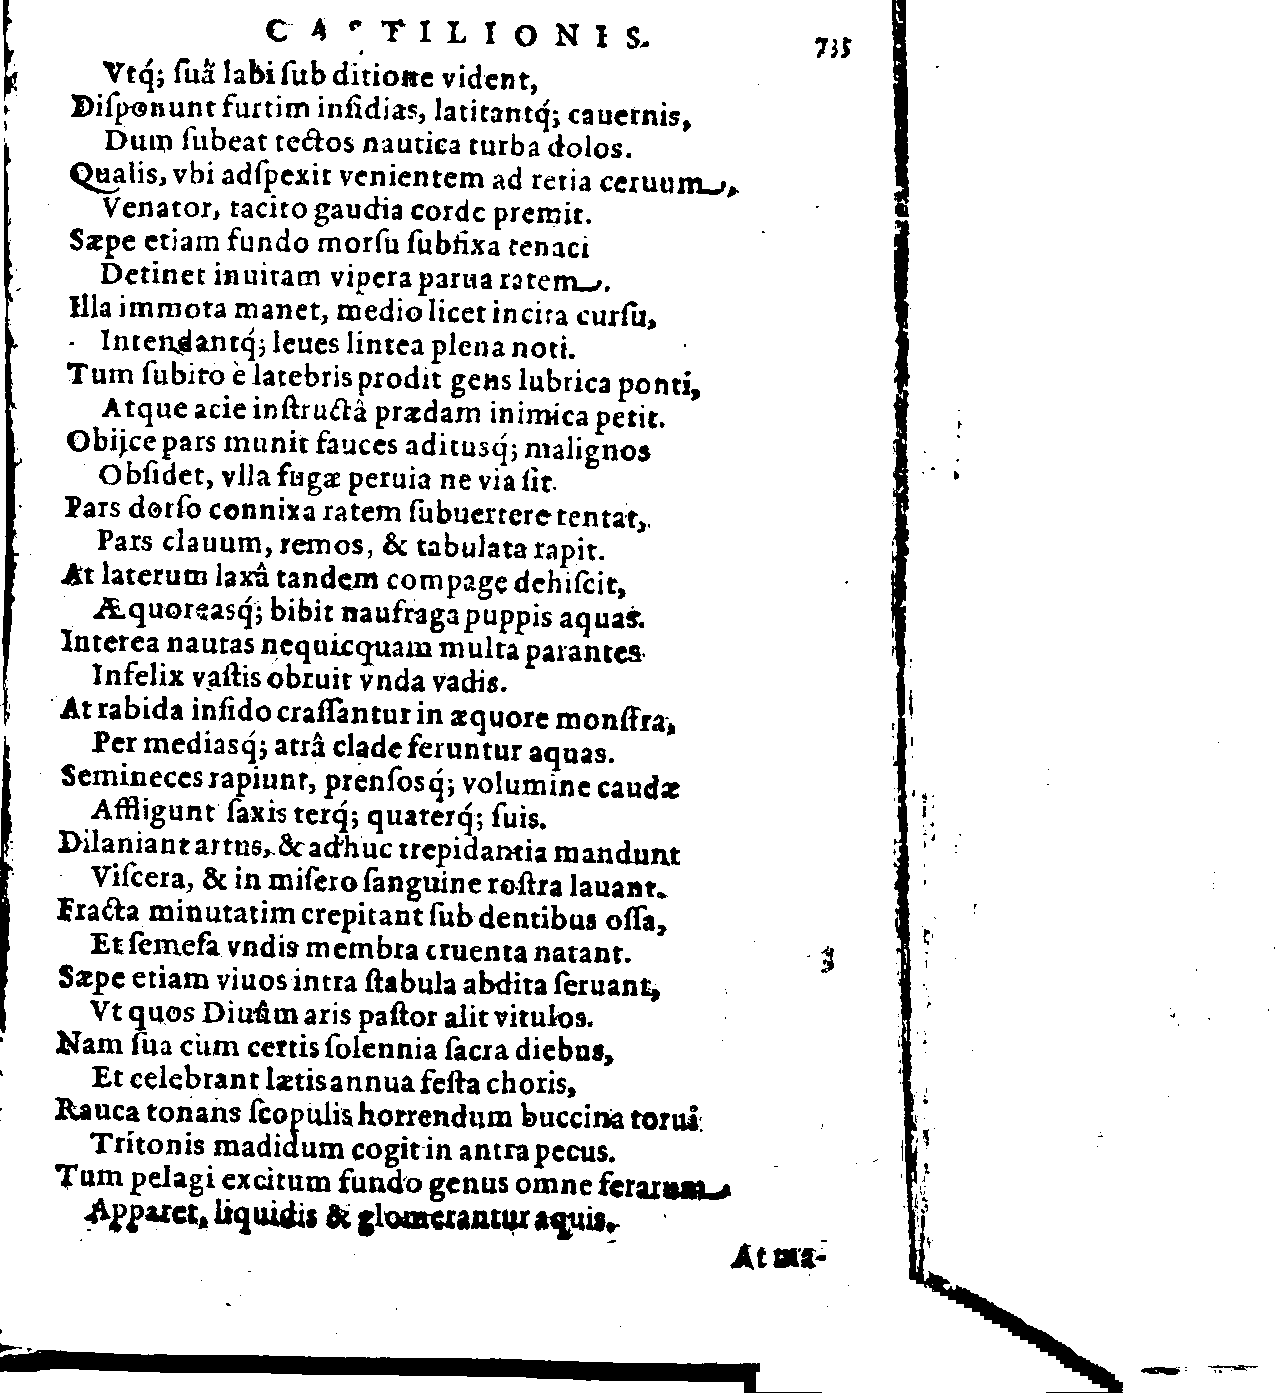 CASTILIONIS. 735
Vtq́; ſuâ labi ſub ditione vident,
Diſponunt furtim inſidias, latitantq́; cauernis,
Dum ſubeat tectos nautica turba dolos.
Qualis, vbi adſpexit venientem ad retia ceruum,
Venator, tacito gaudia corde premit.
Sæpe etiam fundo morſu ſubfixa tenaci
Detinet inuitam vipera parua ratem.
Illa immota manet, medio licet incita curſu,
Intendantq́; leues lintea plena noti.
Tum ſubito è latebris prodit gens lubrica ponti,
Atque acie inſtructâ prædam inimica petit.
Obijce pars munit fauces aditusq́; malignos
Obſidet, vlla fugæ peruia ne via ſit.
Pars dorſo connixa ratem ſubuertere tentat,
Pars clauum, remos, & tabulata rapit.
At laterum laxâ tandem compage dehiſcit,
Æquoreasq́; bibit naufraga puppis aquas.
Interea nautas nequicquam multa parantes
Infelix vaſtis obruit vnda vadis.
At rabida inſido craſſantur in æquore monſtra,
Per mediasq́; atrâ clade feruntur aquas.
Semineces rapiunt, prenſosq́; volumine caudæ
Affligunt ſaxis terq́; quaterq́; ſuis.
Dilaniant artus, & adhuc trepidantia mandunt
Viſcera, & in miſero ſanguine roſtra lauant.
Fracta minutatim crepitant ſub dentibus oſſa,
Et ſemeſa vndis membra cruenta natant.
Sæpe etiam viuos intra ſtabula abdita ſeruant,
Vt quos Diuûm aris paſtor alit vitulos.
Nam ſua cùm certis ſolennia ſacra diebus,
Et celebrant lætis annua feſta choris,
Rauca tonans ſcopulis horrendum buccina torui
Tritonis madidum cogit in antra pecus.
Tum pelagi excitum fundo genus omne ferarum
Apparet, liquidis & glomerantur aquis.
At ma-